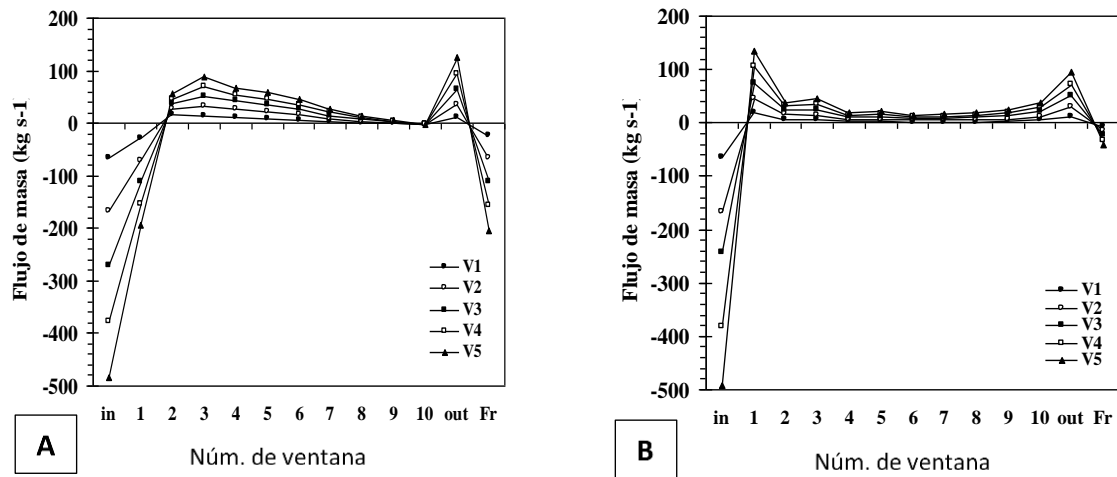 200
100
0
-100
-200
-300
-400
-500
Flujo de masa (kg s-1
V1
V2
V3
V4
V5
in 1 2 3 4 5 6 7 8 9 10 out Fr
A
Núm. de ventana
200
100
0
-100
-200
-300
-400
-500
Flujo de masa (kg s-1
V1
V2
V3
V4
V5
in 1 2 3 4 5 6 7 8 9 10 out Fr
B
Núm. de ventana